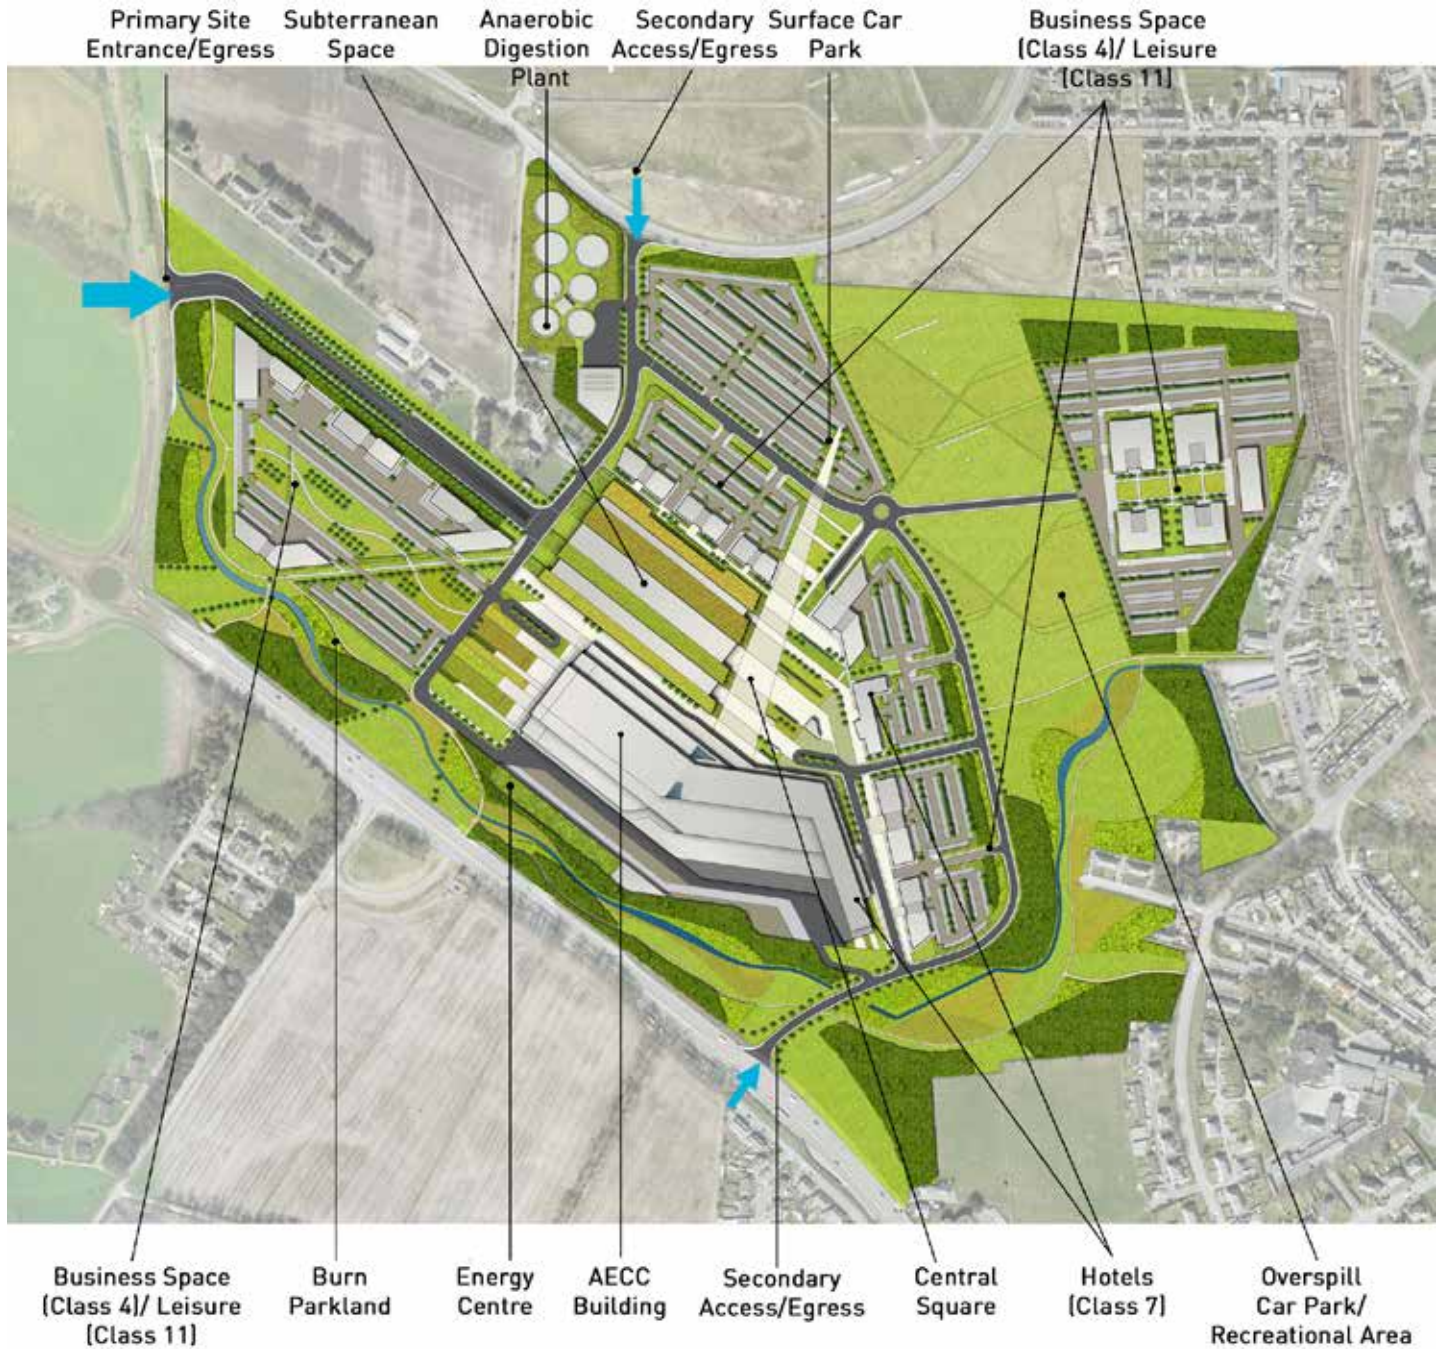 Primary Site
Entrance/Egress
Subterranean
Space
Anaerobic
Digestion
Plant
Secondary
Access/Egress
Surface Car
Park
Business Space
(Class 4)/ Leisure
(Class 11)
Business Space
(Class 4)/ Leisure
(Class 11)
Burn
Parkland
Energy
Centre
AECC
Building
Secondary
Access/Egress
Central
Square
Hotels
(Class 7)
Overspill
Car Park/
Recreational Area